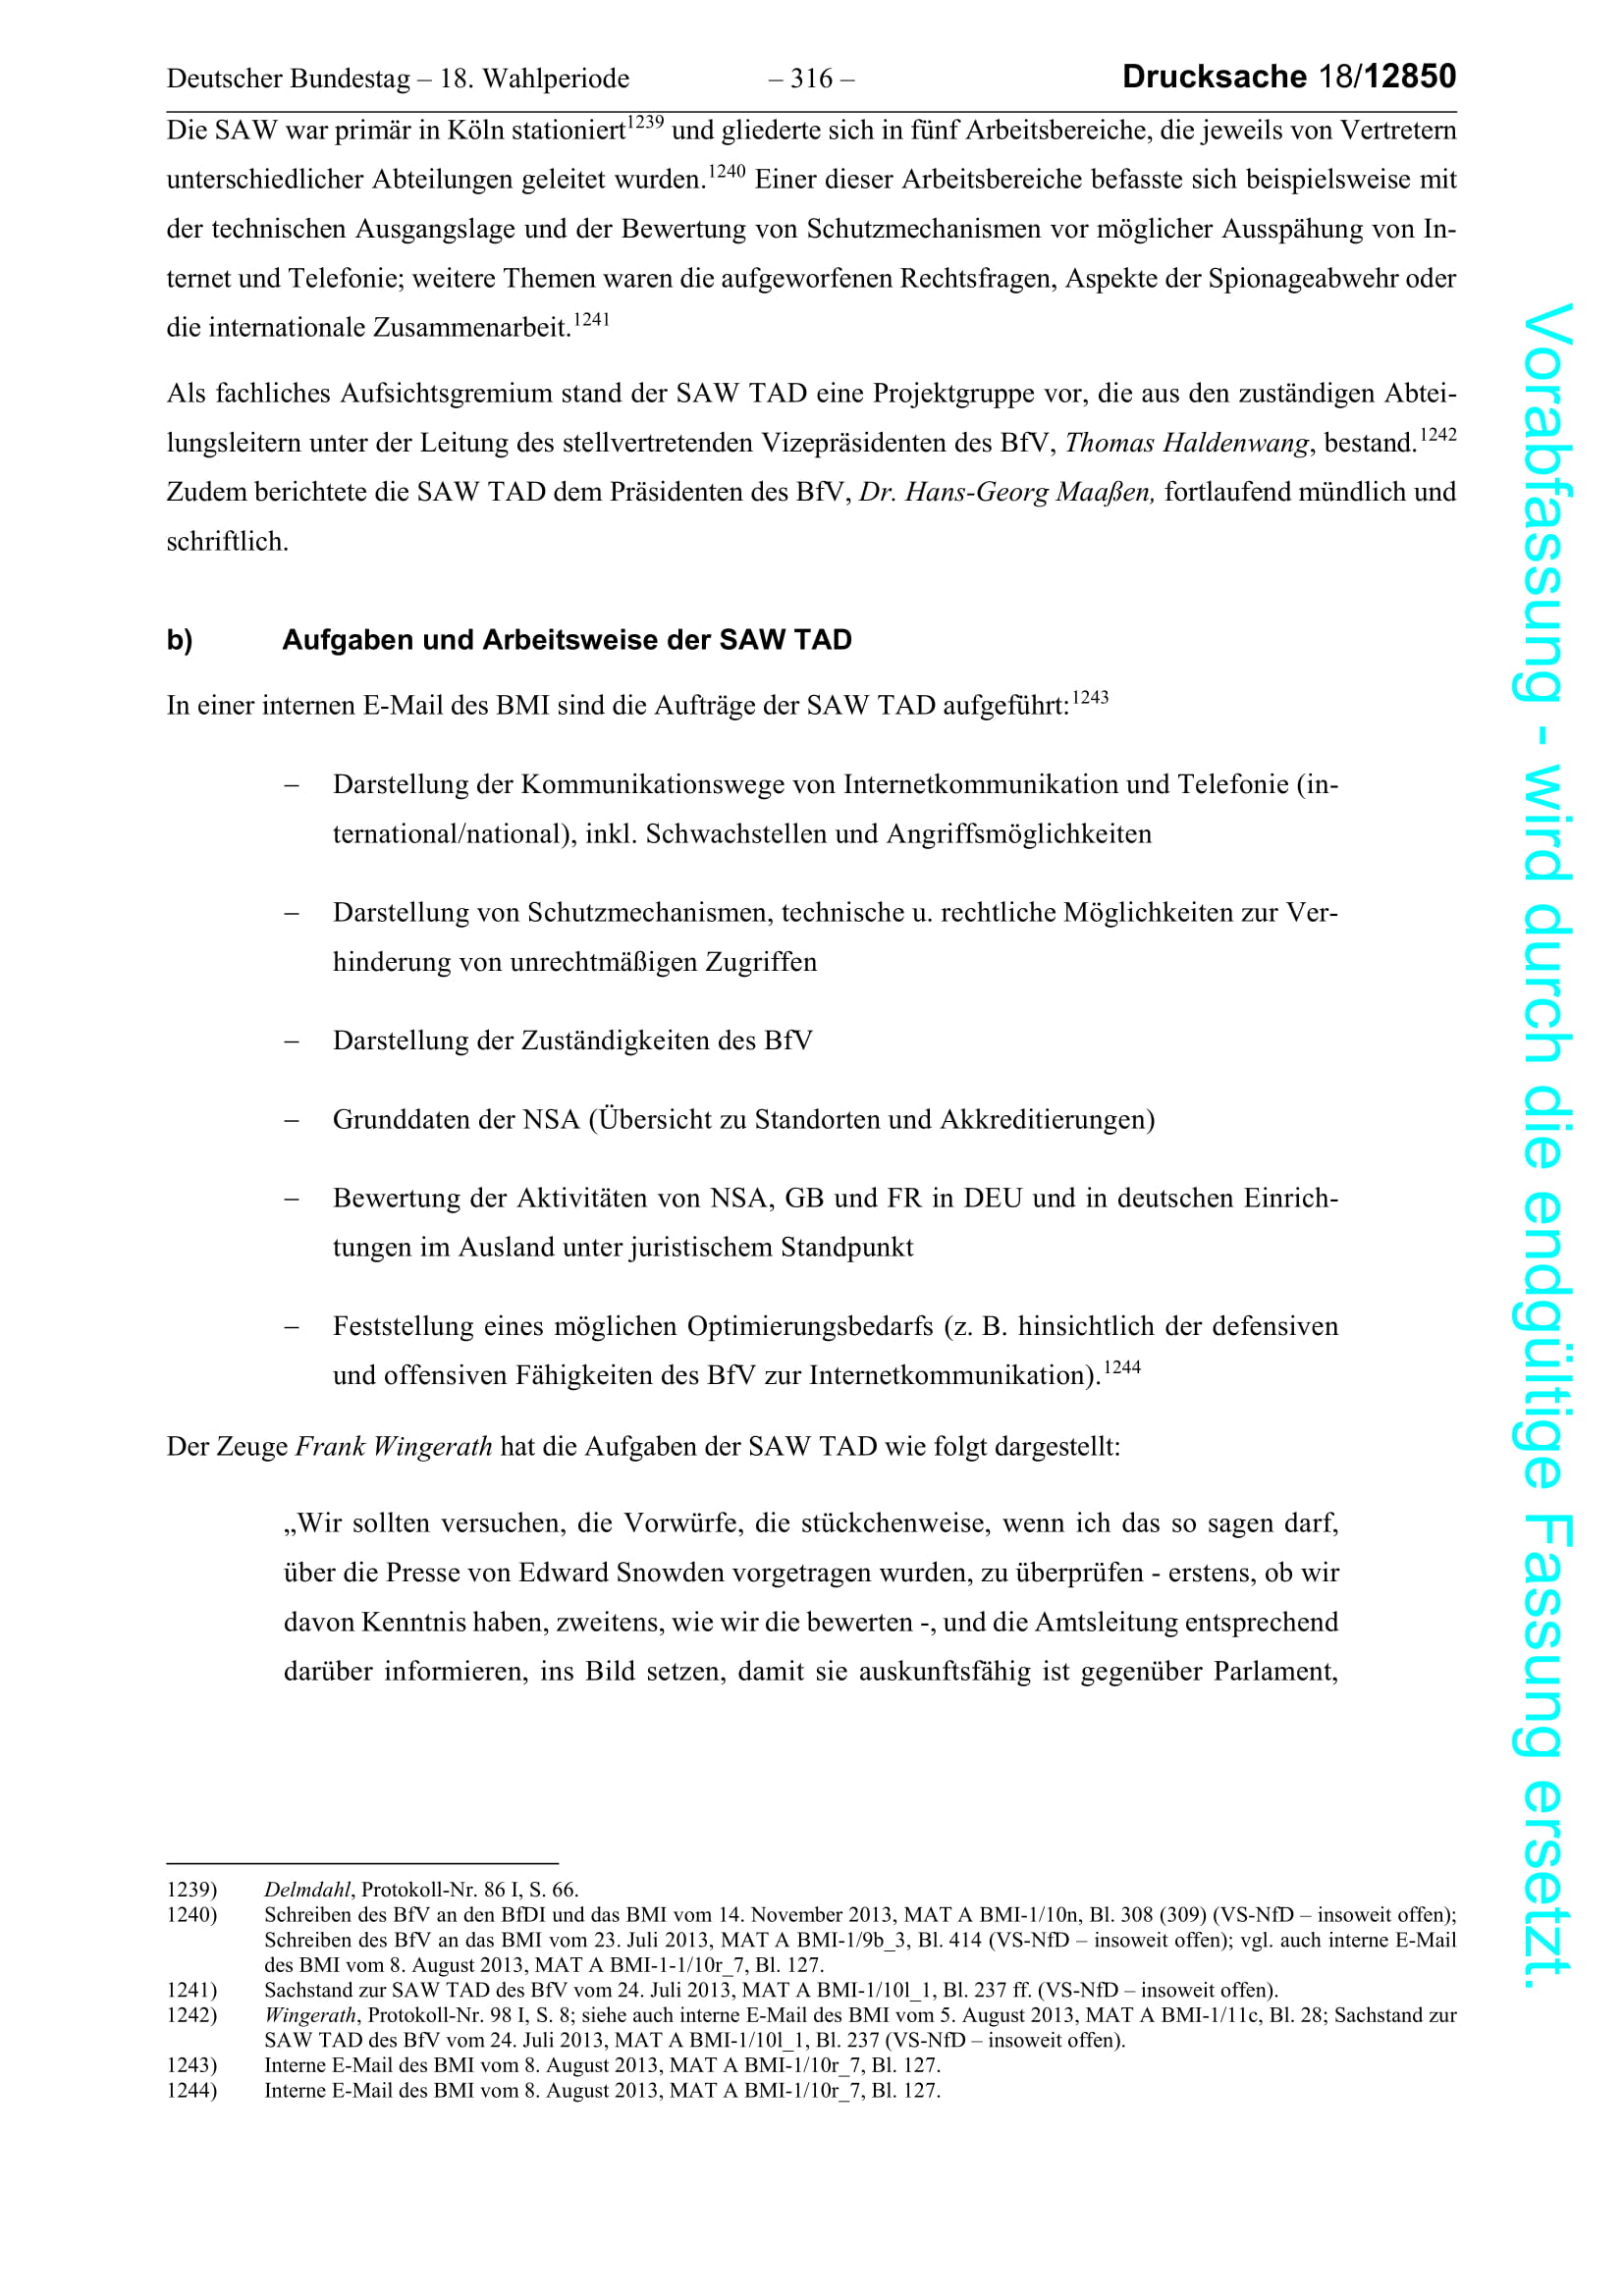 Deutscher Bundestag – 18. Wahlperiode – 316 – Drucksache 18/12850
Die SAW war primär in Köln stationiert1239 und gliederte sich in fünf Arbeitsbereiche, die jeweils von Vertretern
unterschiedlicher Abteilungen geleitet wurden.1240 Einer dieser Arbeitsbereiche befasste sich beispielsweise mit
der technischen Ausgangslage und der Bewertung von Schutzmechanismen vor möglicher Ausspähung von In-
ternet und Telefonie; weitere Themen waren die aufgeworfenen Rechtsfragen, Aspekte der Spionageabwehr oder
die internationale Zusammenarbeit.1241
Als fachliches Aufsichtsgremium stand der SAW TAD eine Projektgruppe vor, die aus den zuständigen Abtei-
lungsleitern unter der Leitung des stellvertretenden Vizepräsidenten des BfV, Thomas Haldenwang, bestand.1242
Zudem berichtete die SAW TAD dem Präsidenten des BfV, Dr. Hans-Georg Maaßen, fortlaufend mündlich und
schriftlich.
b) Aufgaben und Arbeitsweise der SAW TAD
In einer internen E-Mail des BMI sind die Aufträge der SAW TAD aufgeführt:1243
– Darstellung der Kommunikationswege von Internetkommunikation und Telefonie (in-
ternational/national), inkl. Schwachstellen und Angriffsmöglichkeiten
– Darstellung von Schutzmechanismen, technische u. rechtliche Möglichkeiten zur Ver-
hinderung von unrechtmäßigen Zugriffen
– Darstellung der Zuständigkeiten des BfV
– Grunddaten der NSA (Übersicht zu Standorten und Akkreditierungen)
– Bewertung der Aktivitäten von NSA, GB und FR in DEU und in deutschen Einrich-
tungen im Ausland unter juristischem Standpunkt
– Feststellung eines möglichen Optimierungsbedarfs (z. B. hinsichtlich der defensiven
und offensiven Fähigkeiten des BfV zur Internetkommunikation).1244
Der Zeuge Frank Wingerath hat die Aufgaben der SAW TAD wie folgt dargestellt:
„Wir sollten versuchen, die Vorwürfe, die stückchenweise, wenn ich das so sagen darf,
über die Presse von Edward Snowden vorgetragen wurden, zu überprüfen - erstens, ob wir
davon Kenntnis haben, zweitens, wie wir die bewerten -, und die Amtsleitung entsprechend
darüber informieren, ins Bild setzen, damit sie auskunftsfähig ist gegenüber Parlament,
1239) Delmdahl, Protokoll-Nr. 86 I, S. 66.
1240) Schreiben des BfV an den BfDI und das BMI vom 14. November 2013, MAT A BMI-1/10n, Bl. 308 (309) (VS-NfD – insoweit offen);
Schreiben des BfV an das BMI vom 23. Juli 2013, MAT A BMI-1/9b_3, Bl. 414 (VS-NfD – insoweit offen); vgl. auch interne E-Mail
des BMI vom 8. August 2013, MAT A BMI-1-1/10r_7, Bl. 127.
1241) Sachstand zur SAW TAD des BfV vom 24. Juli 2013, MAT A BMI-1/10l_1, Bl. 237 ff. (VS-NfD – insoweit offen).
1242) Wingerath, Protokoll-Nr. 98 I, S. 8; siehe auch interne E-Mail des BMI vom 5. August 2013, MAT A BMI-1/11c, Bl. 28; Sachstand zur
SAW TAD des BfV vom 24. Juli 2013, MAT A BMI-1/10l_1, Bl. 237 (VS-NfD – insoweit offen).
1243) Interne E-Mail des BMI vom 8. August 2013, MAT A BMI-1/10r_7, Bl. 127.
1244) Interne E-Mail des BMI vom 8. August 2013, MAT A BMI-1/10r_7, Bl. 127.
Vorabfassung - wird durch die endgültige Fassung ersetzt.